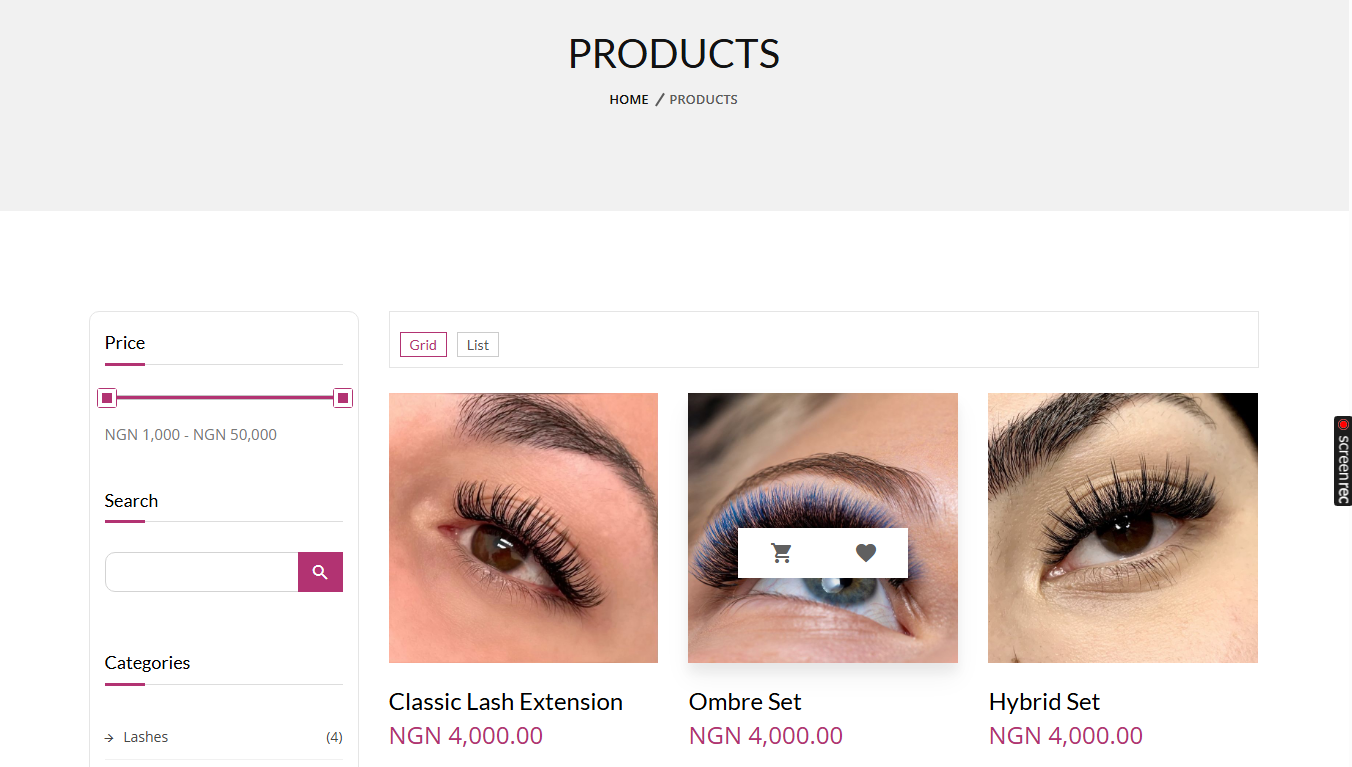 PRODUCTS
HOME / PRODUCTS
Price
NGN 1,000 - NGN 50,000
Search
Categories
Lashes (4)
Grid List
Classic Lash Extension
NGN 4,000.00
Ombre Set
NGN 4,000.00
Hybrid Set
NGN 4,000.00
screenrec